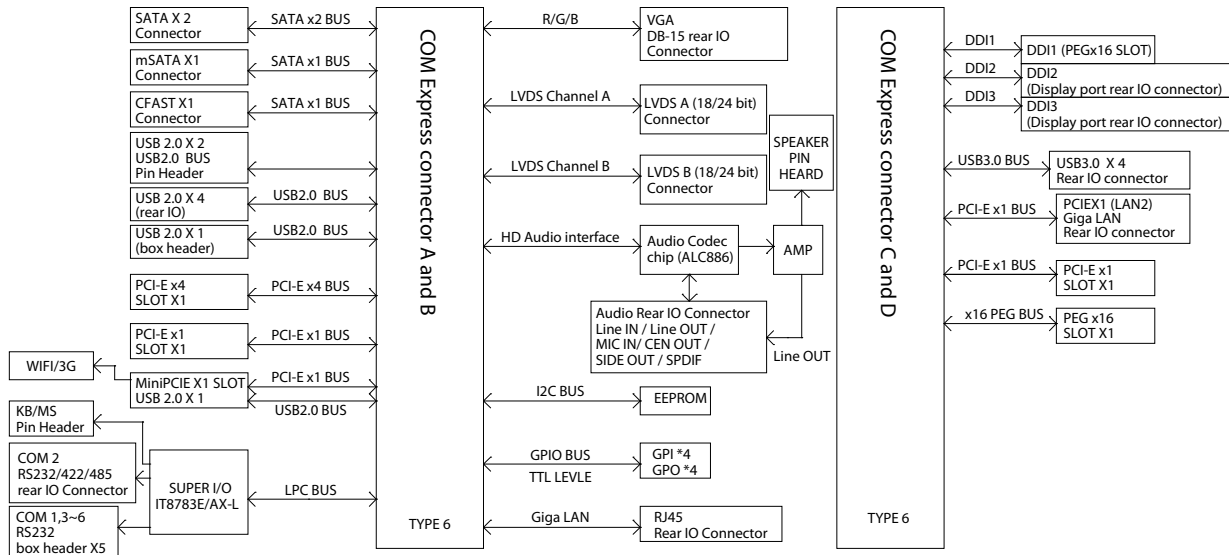 SATA X 2
Connector
SATA x2 BUS
mSATA X1
Connector
SATA x1 BUS
CFAST X1
Connector
SATA x1 BUS
USB 2.0 X 2
USB2.0 BUS
Pin Header
USB 2.0 X 4
(rear IO)
USB2.0 BUS
USB 2.0 X 1
(box header)
USB2.0 BUS
PCI-E x4
SLOT X1
PCI-E x4 BUS
PCI-E x1
SLOT X1
PCI-E x1 BUS
WIFI/3G
MiniPCIE X1 SLOT
USB 2.0 X 1
PCI-E x1 BUS
USB2.0 BUS
KB/MS
Pin Header
COM 2
RS232/422/485
rear IO Connector
COM 1,3~6
RS232
box header X5
SUPER I/O
IT8783E/AX-L
LPC BUS
COM Express connector A and B
TYPE 6
R/G/B
VGA
DB-15 rear IO
Connector
LVDS Channel A
LVDS A (18/24 bit)
Connector
LVDS Channel B
LVDS B (18/24 bit)
Connector
SPEAKER
PIN
HEARD
HD Audio interface
Audio Codec
chip (ALC886)
AMP
Audio Rear IO Connector
Line IN / Line OUT /
MIC IN/ CEN OUT /
SIDE OUT / SPDIF
Line OUT
I2C BUS
EEPROM
GPIO BUS
TTL LEVLE
GPI *4
GPO *4
Giga LAN
RJ45
Rear IO Connector
COM Express connector C and D
TYPE 6
DDI1
DDI1 (PEGx16 SLOT)
DDI2
DDI2
(Display port rear IO connector)
DDI3
DDI3
(Display port rear IO connector)
USB3.0 BUS
USB3.0 X 4
Rear IO connector
PCI-E x1 BUS
PCIEX1 (LAN2)
Giga LAN
Rear IO connector
PCI-E x1 BUS
PCI-E x1
SLOT X1
x16 PEG BUS
PEG x16
SLOT X1